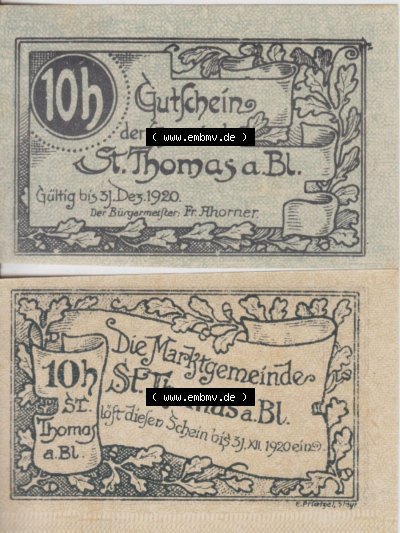 10h
Gutschein
der
( www.embmv.de )
St. Thomas a. Bl.
Gültig bis 31. Dez. 1920.
Der Bürgermeister: Fr. Ahorner.
Die Marktgemeinde
10h
St. Thomas a. Bl.
( www.embmv.de )
ST.
Thomas
a. Bl.
löst diesen Schein bis 31. XII. 1920 ein.